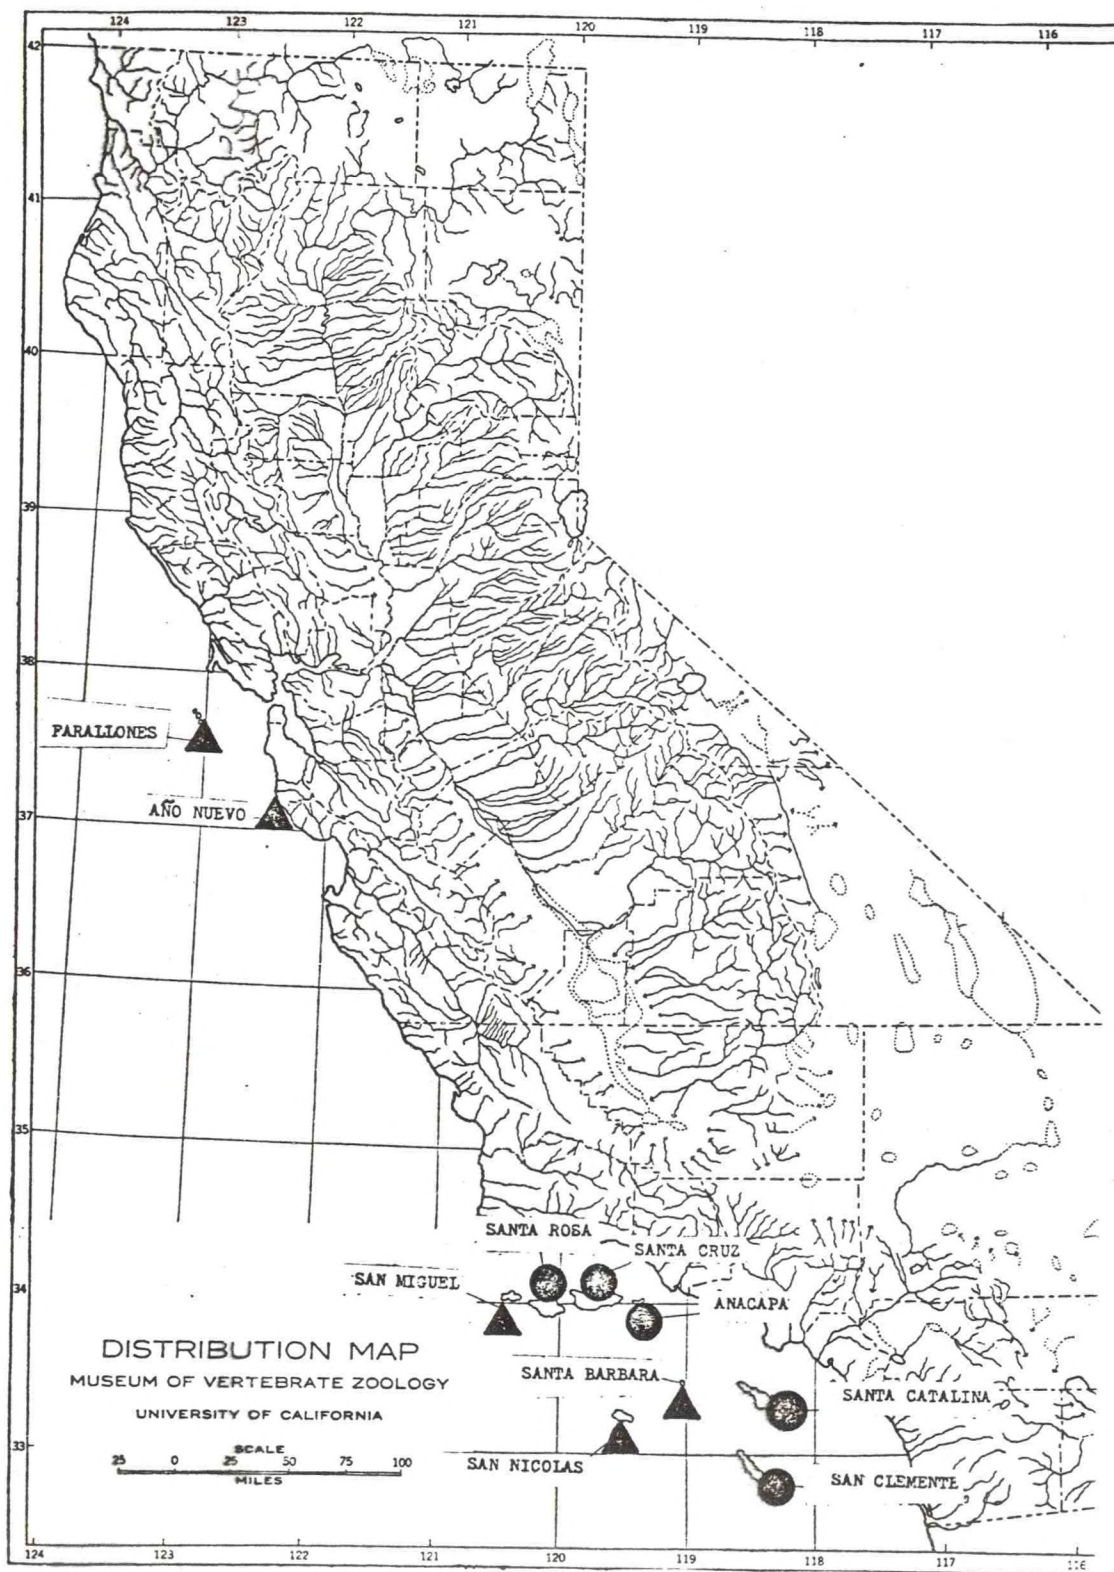 124 123 122 121 120 119 118 117 116
42
41
40
39
38
PARALLONES
AÑO NUEVO
37
36
35
SANTA ROSA
SANTA CRUZ
SAN MIGUEL
34
ANACAPA
DISTRIBUTION MAP
MUSEUM OF VERTEBRATE ZOOLOGY
UNIVERSITY OF CALIFORNIA
SANTA BARBARA
SANTA CATALINA
33
SCALE
25 0 25 50 75 100
MILES
SAN NICOLAS
SAN CLEMENTE
124 123 122 121 120 119 118 117 116